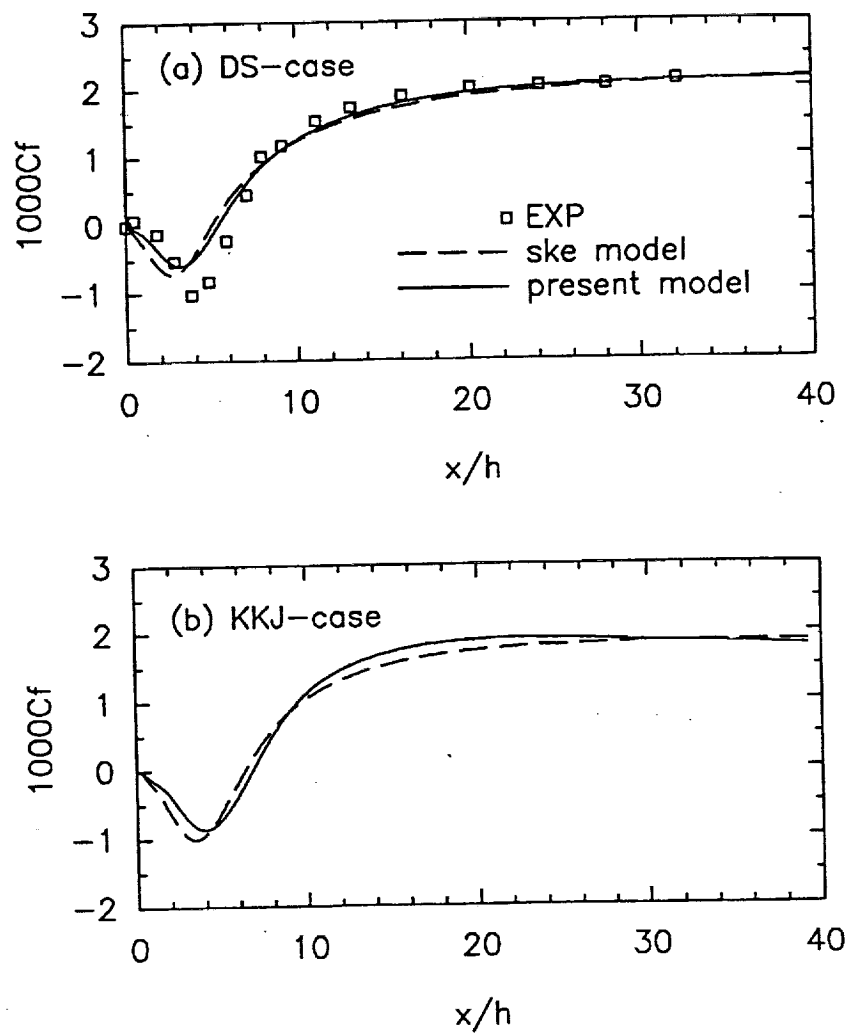 3
(a) DS-case
2
1
1000Cf
0
EXP
ske model
-1
present model
-2
0 10 20 30 40
x/h
3
(b) KKJ-case
2
1
1000Cf
0
-1
-2
0 10 20 30 40
x/h